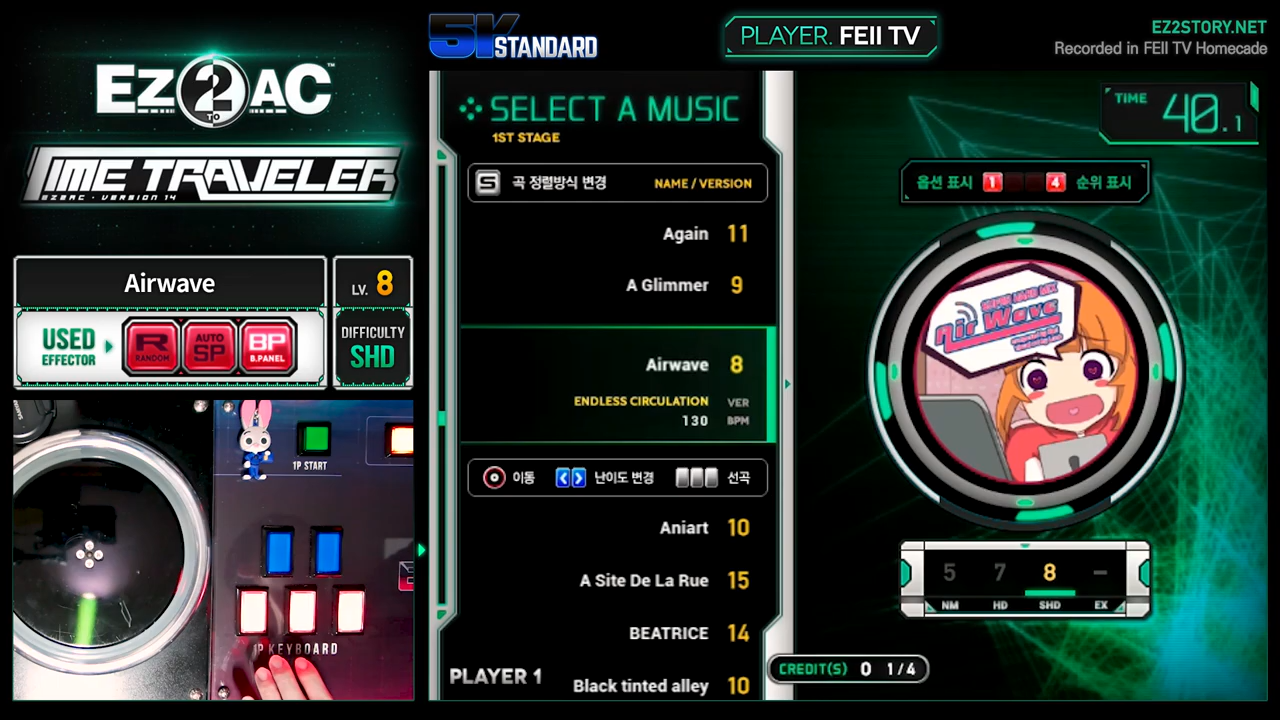 5K STANDARD
PLAYER. FEII TV
EZ2STORY.NET
Recorded in FEII TV Homecade
EZ2AC™
TO
TIME TRAVELER
EZ2AC · VERSION 14
Airwave
LV. 8
USED EFFECTOR
R RANDOM
AUTO SP
BP B.PANEL
DIFFICULTY
SHD
1P START
1P KEYBOARD
SELECT A MUSIC
1ST STAGE
S 곡 정렬방식 변경 NAME / VERSION
Again 11
A Glimmer 9
Airwave 8
ENDLESS CIRCULATION VER
130 BPM
이동 난이도 변경 선곡
Aniart 10
A Site De La Rue 15
BEATRICE 14
Black tinted alley 10
PLAYER 1
TIME 40.1
옵션 표시 1 4 순위 표시
SUPER HARD MIX
Air Wave
5 7 8 –
NM HD SHD EX
CREDIT(S) 0 1/4